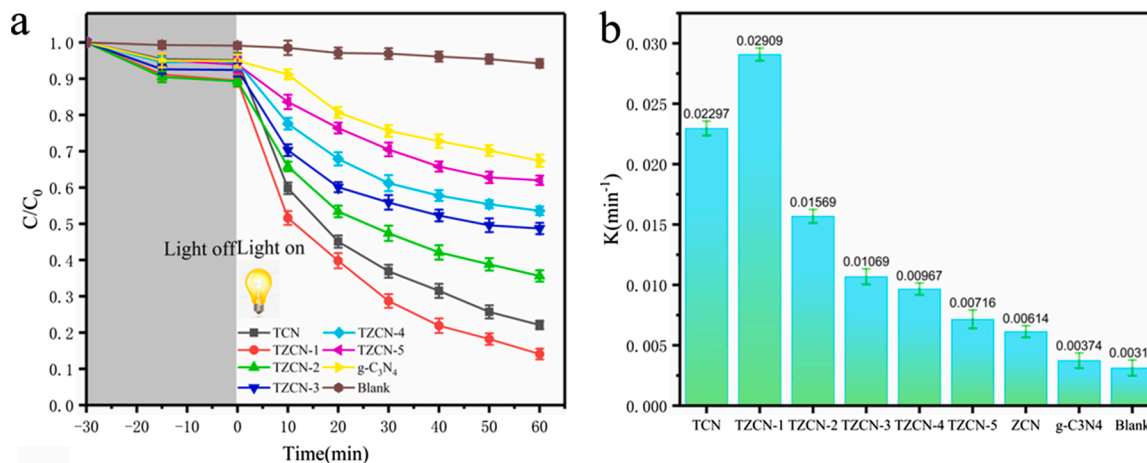 a
1.0
0.9
0.8
0.7
0.6
0.5
0.4
0.3
0.2
0.1
0.0
C/C₀
Light off Light on
TCN
TZCN-1
TZCN-2
TZCN-3
TZCN-4
TZCN-5
g-C₃N₄
Blank
-30 -20 -10 0 10 20 30 40 50 60
Time(min)
b
0.030
0.025
0.020
0.015
0.010
0.005
0.000
K(min⁻¹)
0.02297
0.02909
0.01569
0.01069
0.00967
0.00716
0.00614
0.00374
0.0031
TCN TZCN-1 TZCN-2 TZCN-3 TZCN-4 TZCN-5 ZCN g-C3N4 Blank